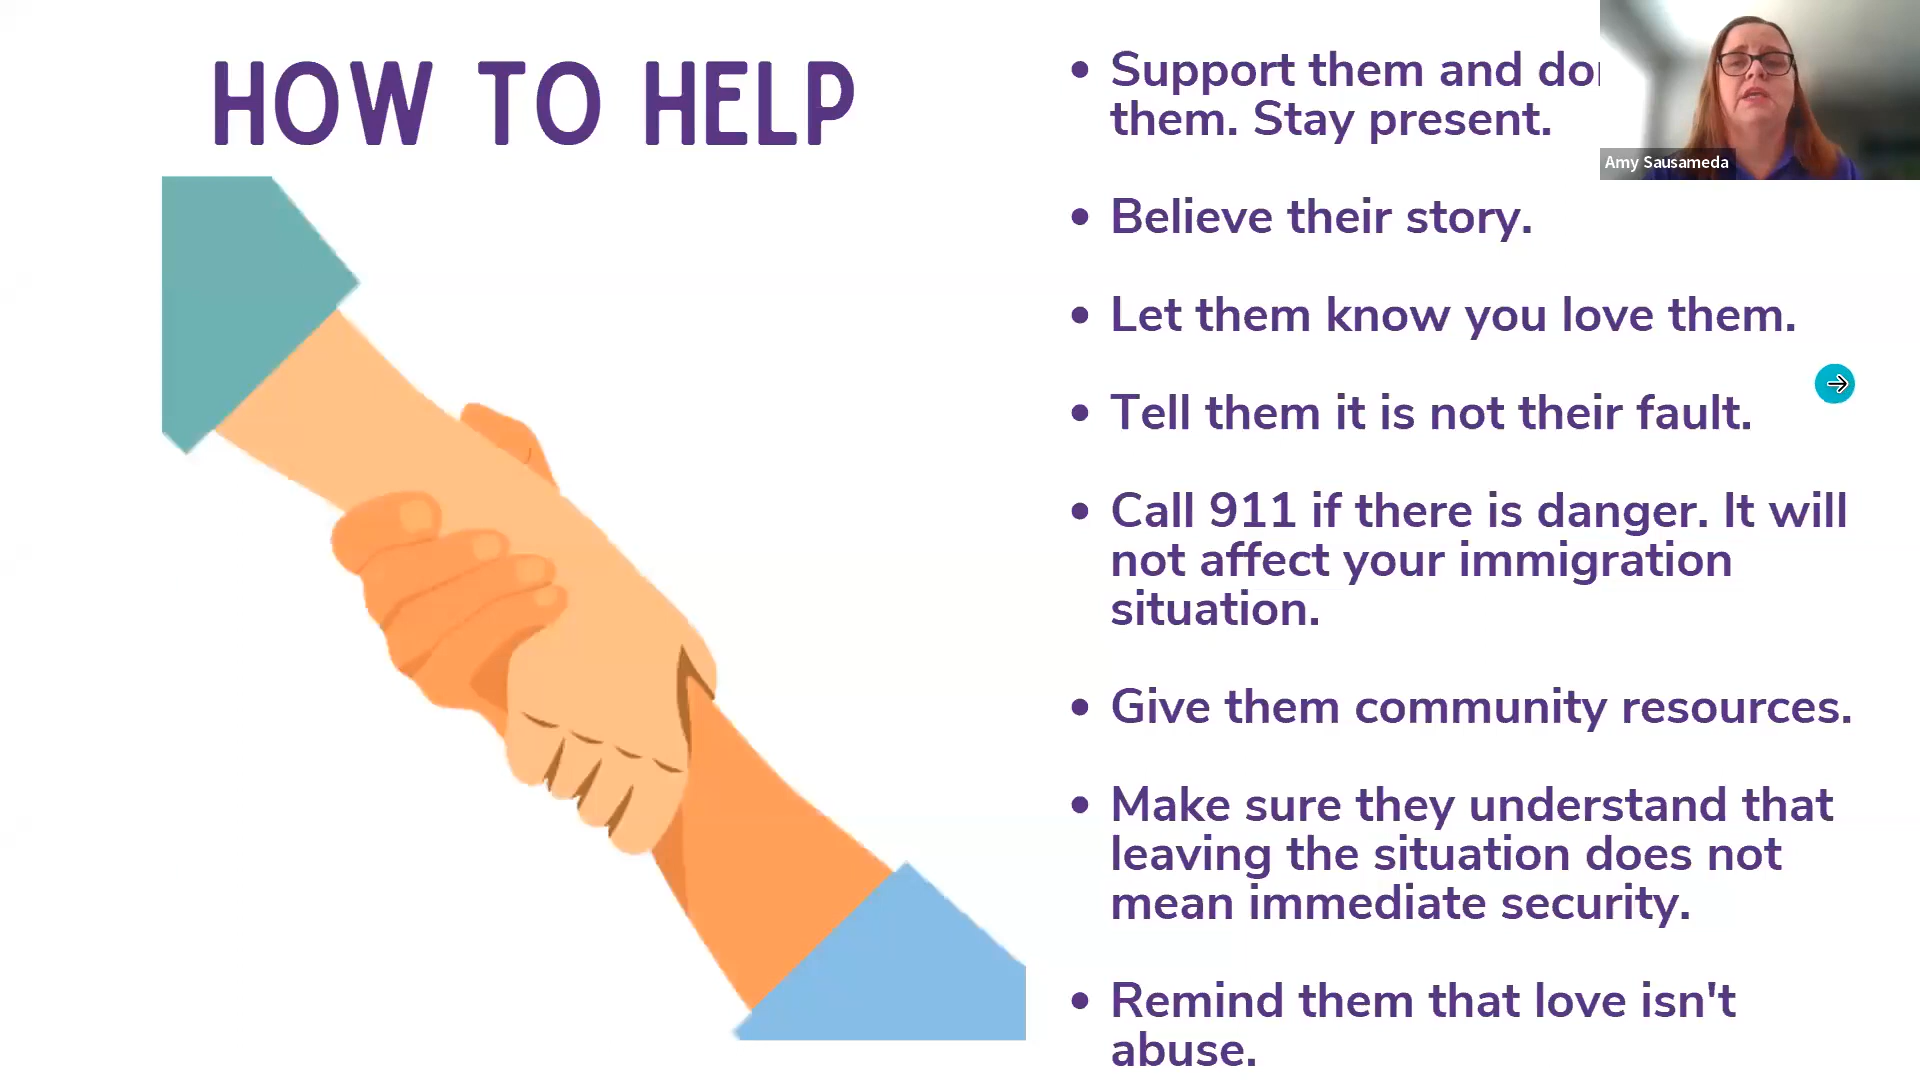 HOW TO HELP
• Support them and
them. Stay present.
• Believe their story.
• Let them know you love them.
• Tell them it is not their fault.
• Call 911 if there is danger. It will
not affect your immigration
situation.
• Give them community resources.
• Make sure they understand that
leaving the situation does not
mean immediate security.
• Remind them that love isn't
abuse.
Amy Sausameda